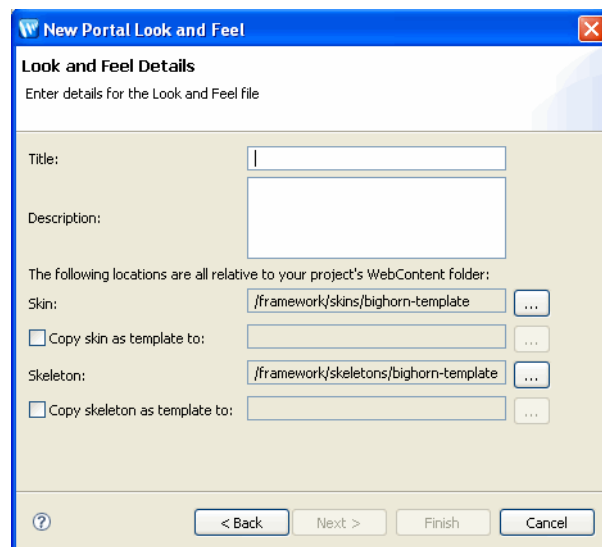 New Portal Look and Feel
Look and Feel Details
Enter details for the Look and Feel file
Title:
Description:
The following locations are all relative to your project's WebContent folder:
Skin: /framework/skins/bighorn-template ...
Copy skin as template to: ...
Skeleton: /framework/skeletons/bighorn-template ...
Copy skeleton as template to: ...
? < Back Next > Finish Cancel